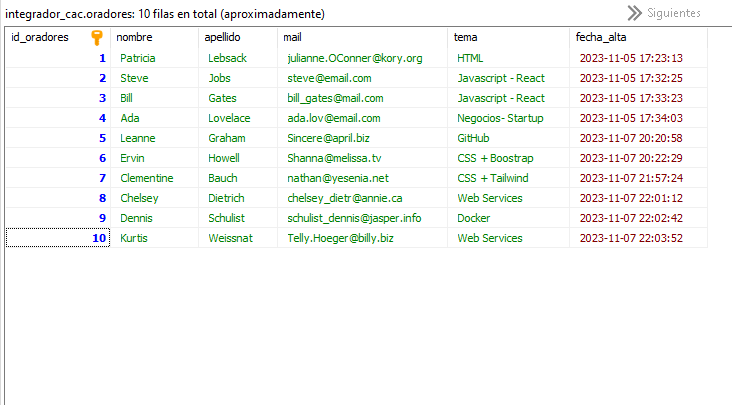 integrador_cac.oradores: 10 filas en total (aproximadamente) Siguientes
id_oradores nombre apellido mail tema fecha_alta
1 Patricia Lebsack julianne.OConner@kory.org HTML 2023-11-05 17:23:13
2 Steve Jobs steve@email.com Javascript - React 2023-11-05 17:32:25
3 Bill Gates bill_gates@mail.com Javascript - React 2023-11-05 17:33:23
4 Ada Lovelace ada.lov@email.com Negocios- Startup 2023-11-05 17:34:03
5 Leanne Graham Sincere@april.biz GitHub 2023-11-07 20:20:58
6 Ervin Howell Shanna@melissa.tv CSS + Boostrap 2023-11-07 20:22:29
7 Clementine Bauch nathan@yesenia.net CSS + Tailwind 2023-11-07 21:57:24
8 Chelsey Dietrich chelsey_dietr@annie.ca Web Services 2023-11-07 22:01:12
9 Dennis Schulist schulist_dennis@jasper.info Docker 2023-11-07 22:02:42
10 Kurtis Weissnat Telly.Hoeger@billy.biz Web Services 2023-11-07 22:03:52